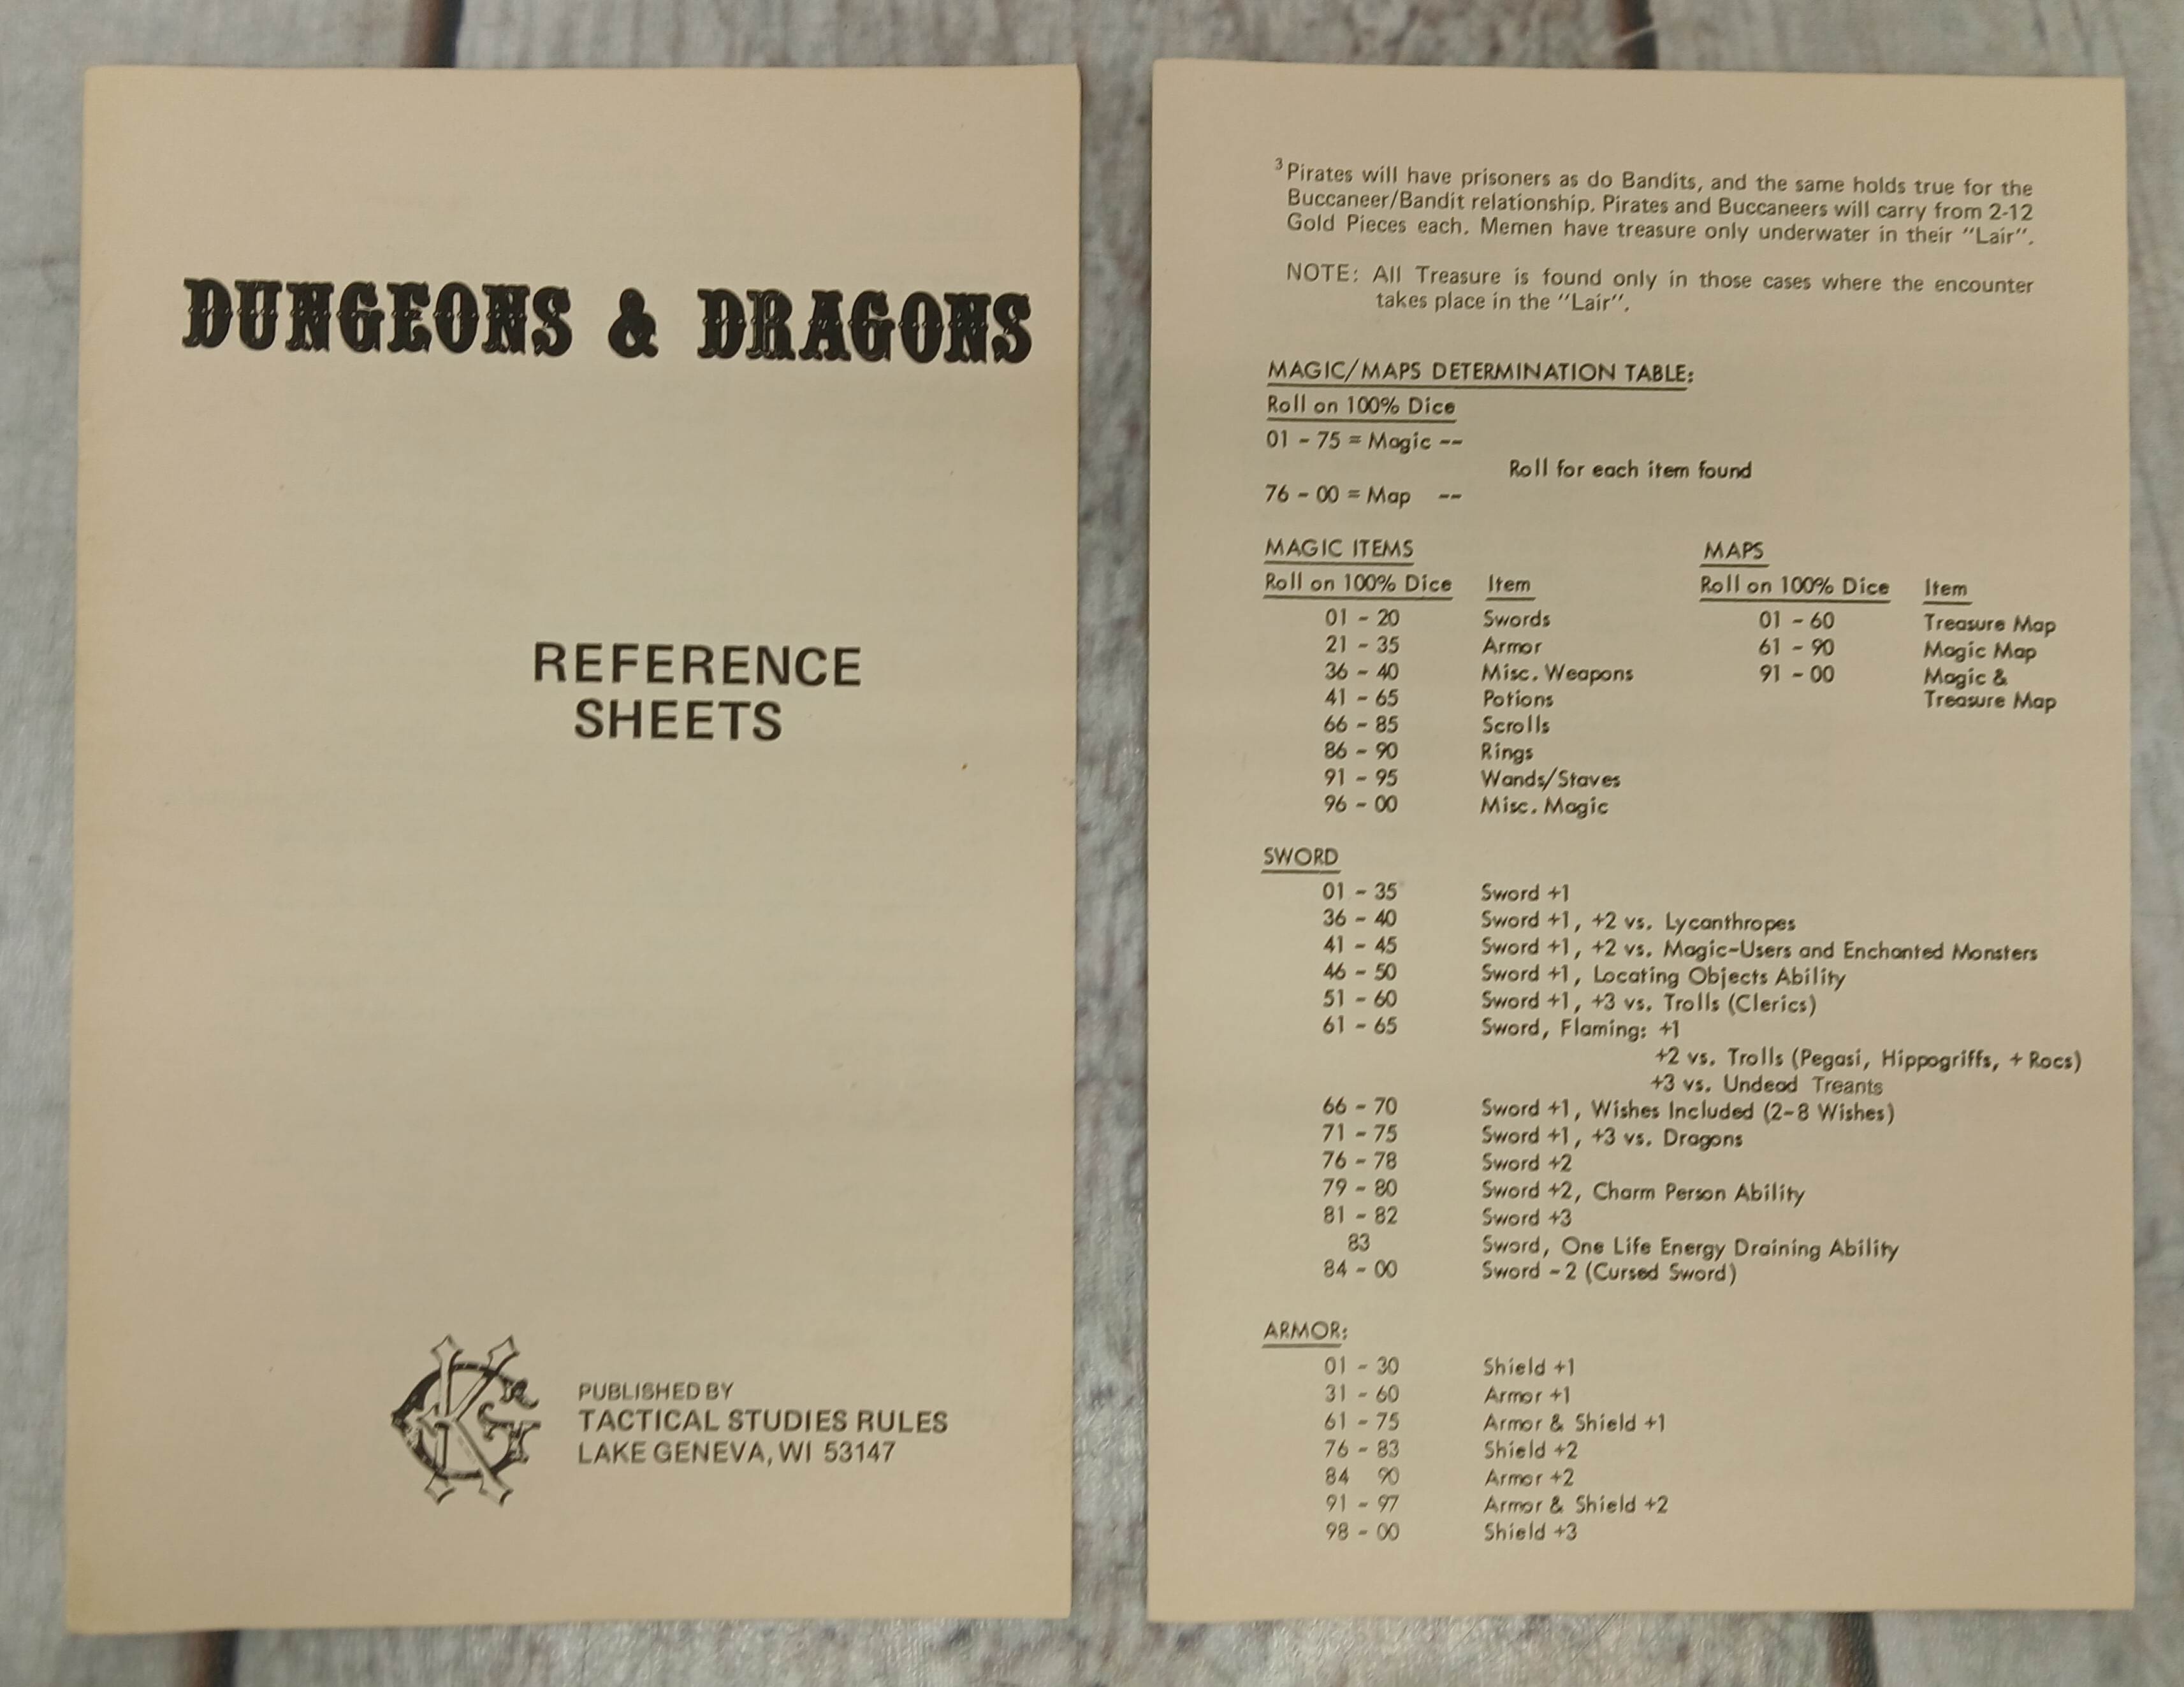 DUNGEONS & DRAGONS
REFERENCE
SHEETS
GK
PUBLISHED BY
TACTICAL STUDIES RULES
LAKE GENEVA, WI 53147
3 Pirates will have prisoners as do Bandits, and the same holds true for the
Buccaneer/Bandit relationship. Pirates and Buccaneers will carry from 2-12
Gold Pieces each. Memen have treasure only underwater in their "Lair".
NOTE: All Treasure is found only in those cases where the encounter
takes place in the "Lair".
MAGIC/MAPS DETERMINATION TABLE:
Roll on 100% Dice
01 - 75 = Magic --
Roll for each item found
76 - 00 = Map --
MAGIC ITEMS
Roll on 100% Dice Item
01 - 20 Swords
21 - 35 Armor
36 - 40 Misc. Weapons
41 - 65 Potions
66 - 85 Scrolls
86 - 90 Rings
91 - 95 Wands/Staves
96 - 00 Misc. Magic
MAPS
Roll on 100% Dice Item
01 - 60 Treasure Map
61 - 90 Magic Map
91 - 00 Magic &
Treasure Map
SWORD
01 - 35 Sword +1
36 - 40 Sword +1, +2 vs. Lycanthropes
41 - 45 Sword +1, +2 vs. Magic-Users and Enchanted Monsters
46 - 50 Sword +1, Locating Objects Ability
51 - 60 Sword +1, +3 vs. Trolls (Clerics)
61 - 65 Sword, Flaming: +1
+2 vs. Trolls (Pegasi, Hippogriffs, + Rocs)
+3 vs. Undead Treants
66 - 70 Sword +1, Wishes Included (2-8 Wishes)
71 - 75 Sword +1, +3 vs. Dragons
76 - 78 Sword +2
79 - 80 Sword +2, Charm Person Ability
81 - 82 Sword +3
83 Sword, One Life Energy Draining Ability
84 - 00 Sword -2 (Cursed Sword)
ARMOR:
01 - 30 Shield +1
31 - 60 Armor +1
61 - 75 Armor & Shield +1
76 - 83 Shield +2
84 90 Armor +2
91 - 97 Armor & Shield +2
98 - 00 Shield +3